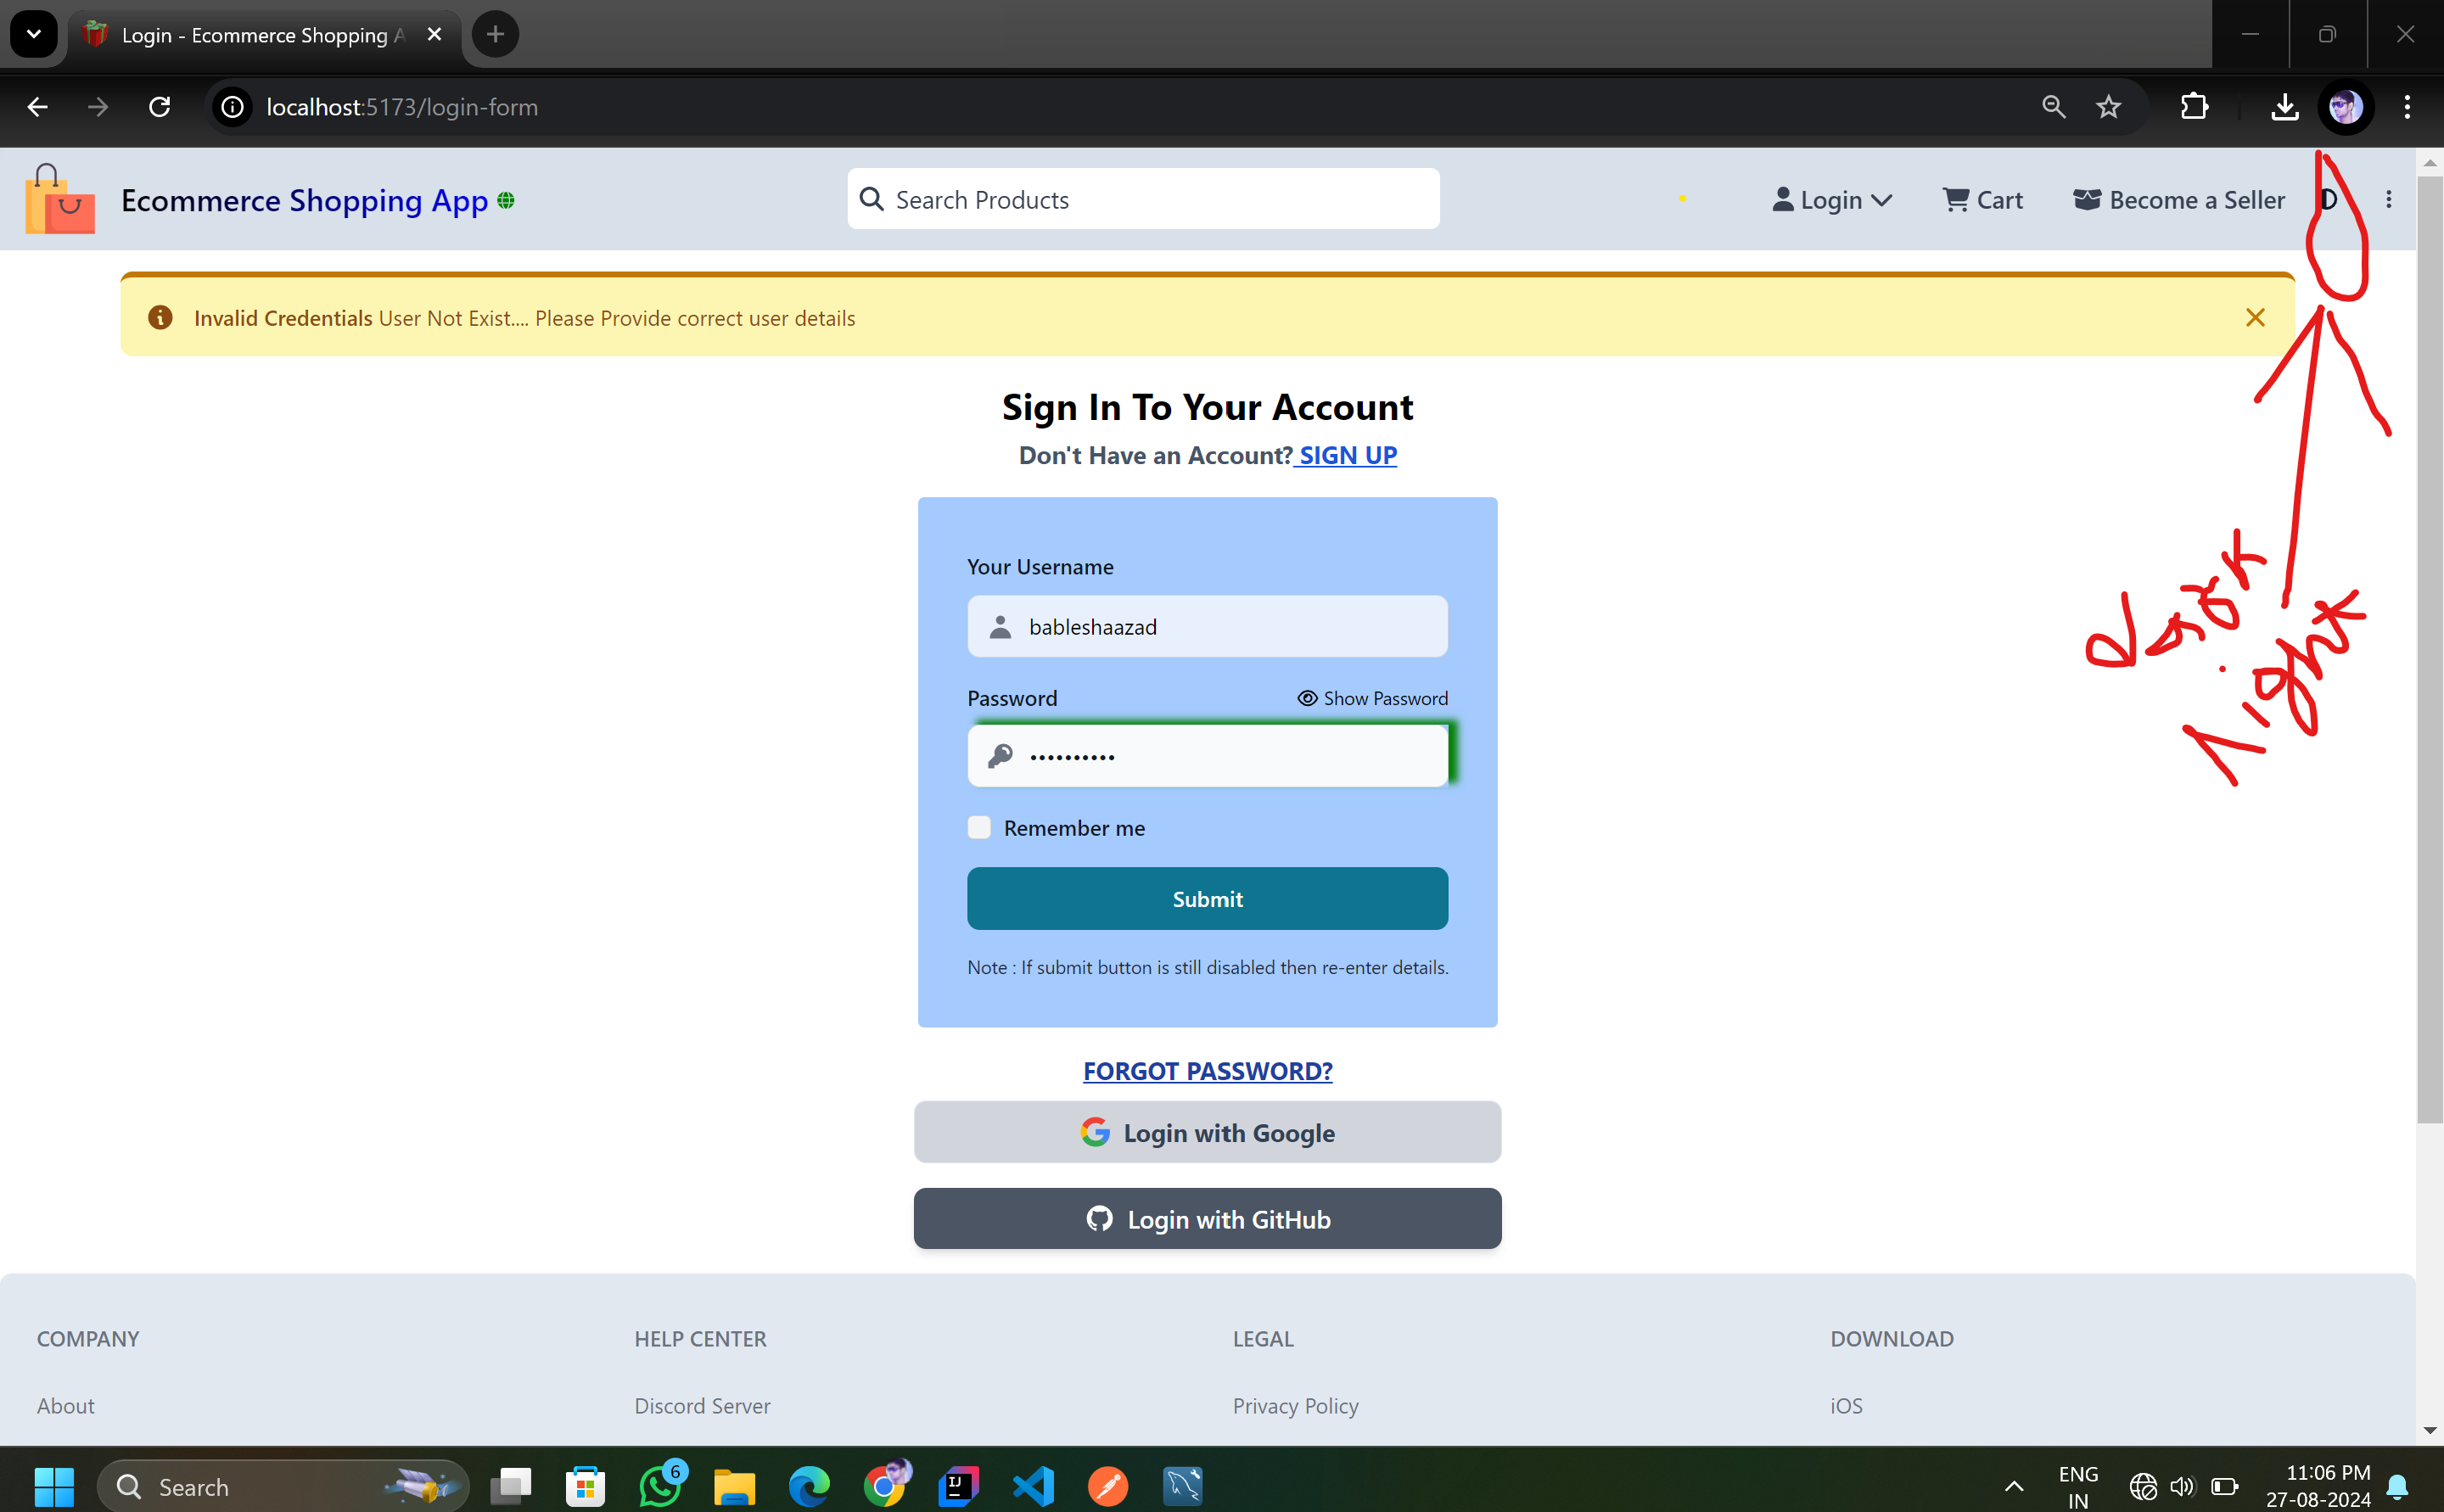 Login - Ecommerce Shopping A
localhost:5173/login-form
Ecommerce Shopping App
Search Products
Login
Cart
Become a Seller
Invalid Credentials User Not Exist.... Please Provide correct user details
Sign In To Your Account
Don't Have an Account? SIGN UP
Your Username
bableshaazad
Password
Show Password
••••••••••
Remember me
Submit
Note : If submit button is still disabled then re-enter details.
dark
light
FORGOT PASSWORD?
Login with Google
Login with GitHub
COMPANY
HELP CENTER
LEGAL
DOWNLOAD
About
Discord Server
Privacy Policy
iOS
Search
6
ENG
IN
11:06 PM
27-08-2024